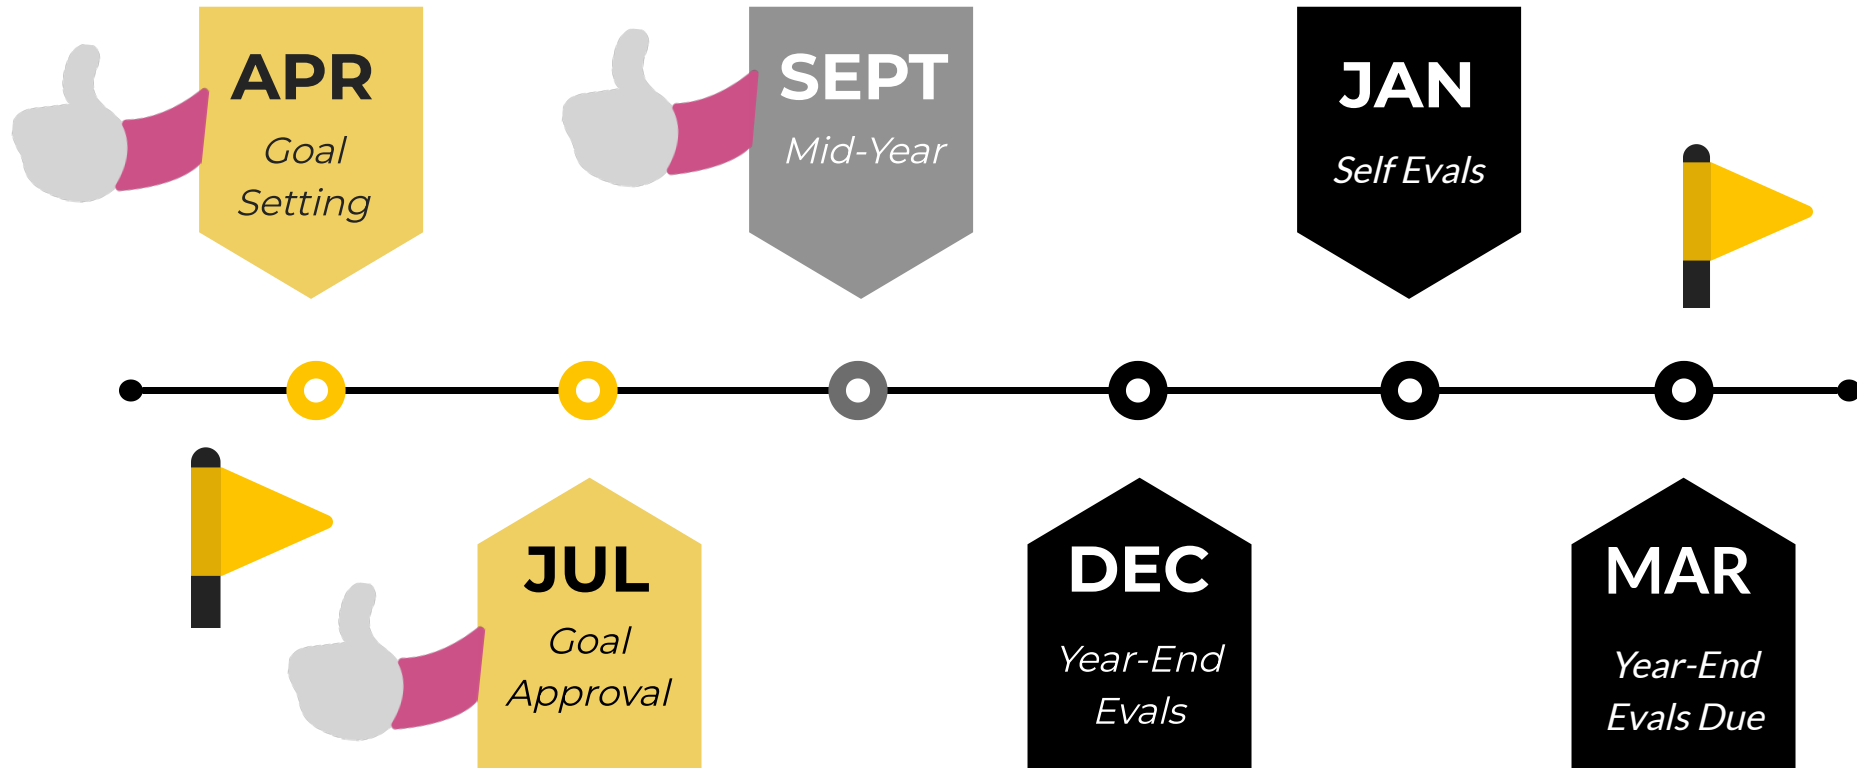 APR
Goal
Setting
JUL
Goal
Approval
SEPT
Mid-Year
DEC
Year-End
Evals
JAN
Self Evals
MAR
Year-End
Evals Due